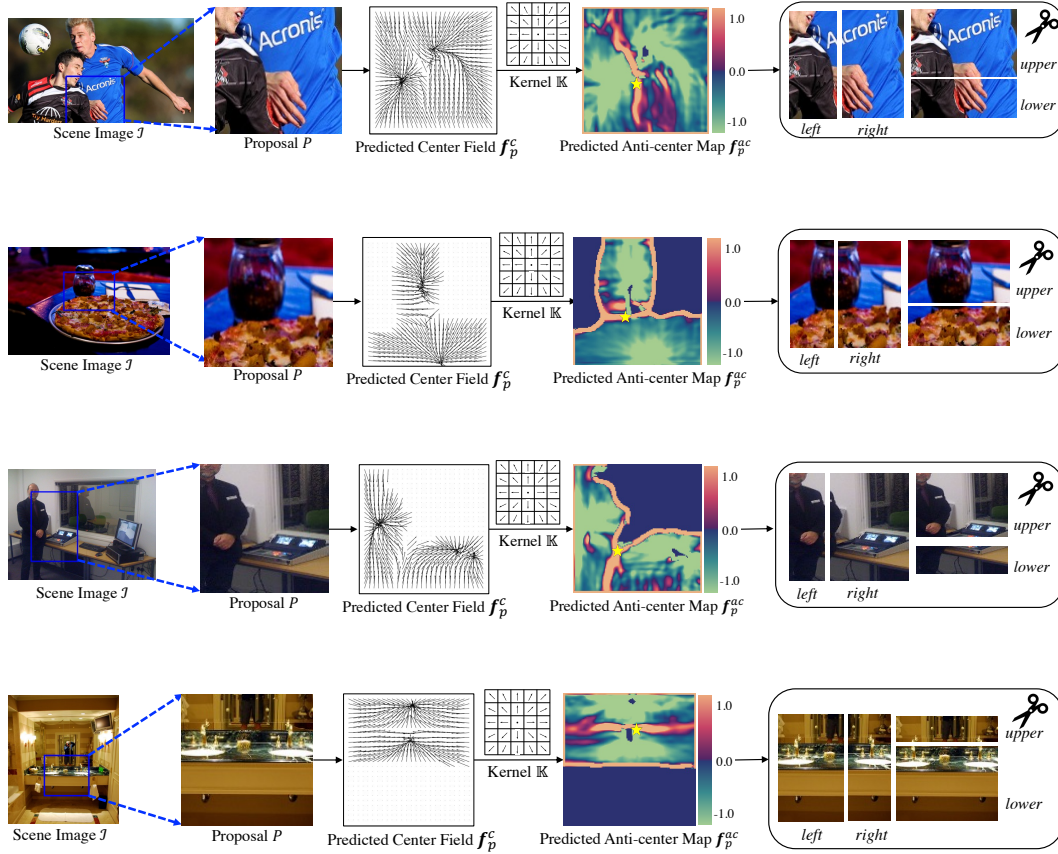 Acronis
Acronis
1.0
0.0
-1.0
Acronis
Acronis
upper
lower
left right
Scene Image ℐ
Proposal P
Predicted Center Field f_p^c
Kernel 𝕂
Predicted Anti-center Map f_p^ac
1.0
0.0
-1.0
upper
lower
left right
Scene Image ℐ
Proposal P
Predicted Center Field f_p^c
Kernel 𝕂
Predicted Anti-center Map f_p^ac
1.0
0.0
-1.0
upper
lower
left right
Scene Image ℐ
Proposal P
Predicted Center Field f_p^c
Kernel 𝕂
Predicted Anti-center Map f_p^ac
1.0
0.0
-1.0
upper
lower
left right
Scene Image ℐ
Proposal P
Predicted Center Field f_p^c
Kernel 𝕂
Predicted Anti-center Map f_p^ac